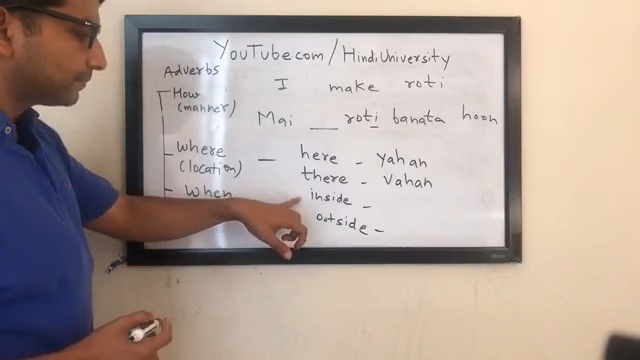 YouTube.com/HindiUniversity
Adverbs
I make roti
How
(manner)
Mai __ roti banata hoon
where — here - yahan
(location)
there - vahan
when
inside -
outside -